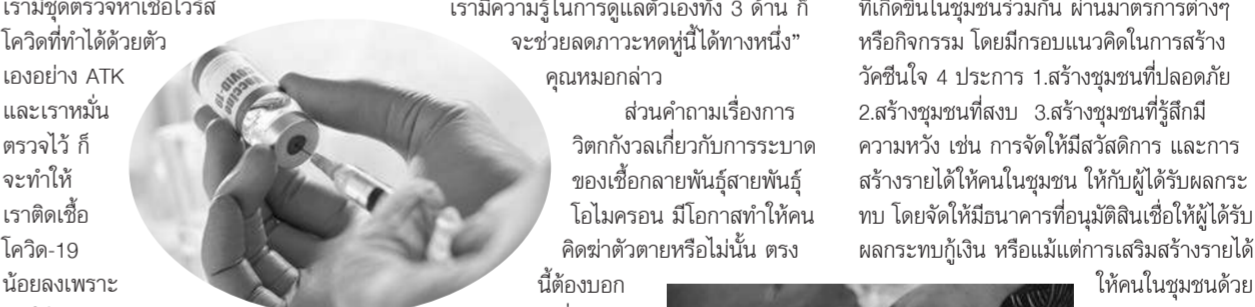 เรามีชุดตรวจหาเชื้อไวรัส
โควิดที่ทำได้ด้วยตัว
เองอย่าง ATK
และเราหมั่น
ตรวจไว้ ก็
จะทำให้
เราติดเชื้อ
โควิด-19
น้อยลงเพราะ
เรามีความรู้ในการดูแลตัวเองทั้ง 3 ด้าน ก็
จะช่วยลดภาวะหดหู่นี้ได้ทางหนึ่ง”
คุณหมอกล่าว
ส่วนคำถามเรื่องการ
วิตกกังวลเกี่ยวกับการระบาด
ของเชื้อกลายพันธุ์สายพันธุ์
โอไมครอน มีโอกาสทำให้คน
คิดฆ่าตัวตายหรือไม่นั้น ตรง
นี้ต้องบอก
ที่เกิดขึ้นในชุมชนร่วมกัน ผ่านมาตรการต่างๆ
หรือกิจกรรม โดยมีกรอบแนวคิดในการสร้าง
วัคซีนใจ 4 ประการ 1.สร้างชุมชนที่ปลอดภัย
2.สร้างชุมชนที่สงบ 3.สร้างชุมชนที่รู้สึกมี
ความหวัง เช่น การจัดให้มีสวัสดิการ และการ
สร้างรายได้ให้คนในชุมชน ให้กับผู้ได้รับผลกระ
ทบ โดยจัดให้มีธนาคารที่อนุมัติสินเชื่อให้ผู้ได้รับ
ผลกระทบกู้เงิน หรือแม้แต่การเสริมสร้างรายได้
ให้คนในชุมชนด้วย
COVID-19
Vaccine